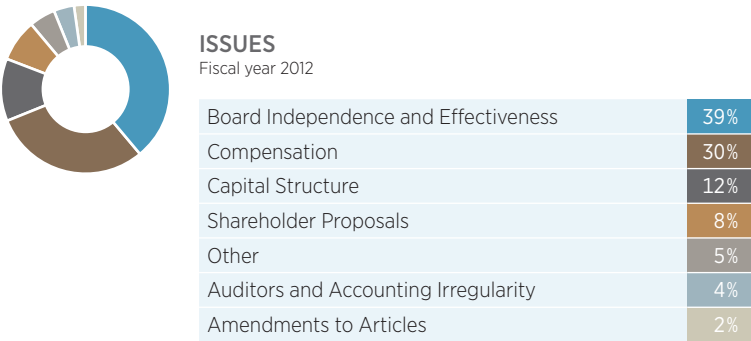 ISSUES
Fiscal year 2012
Board Independence and Effectiveness 39%
Compensation 30%
Capital Structure 12%
Shareholder Proposals 8%
Other 5%
Auditors and Accounting Irregularity 4%
Amendments to Articles 2%